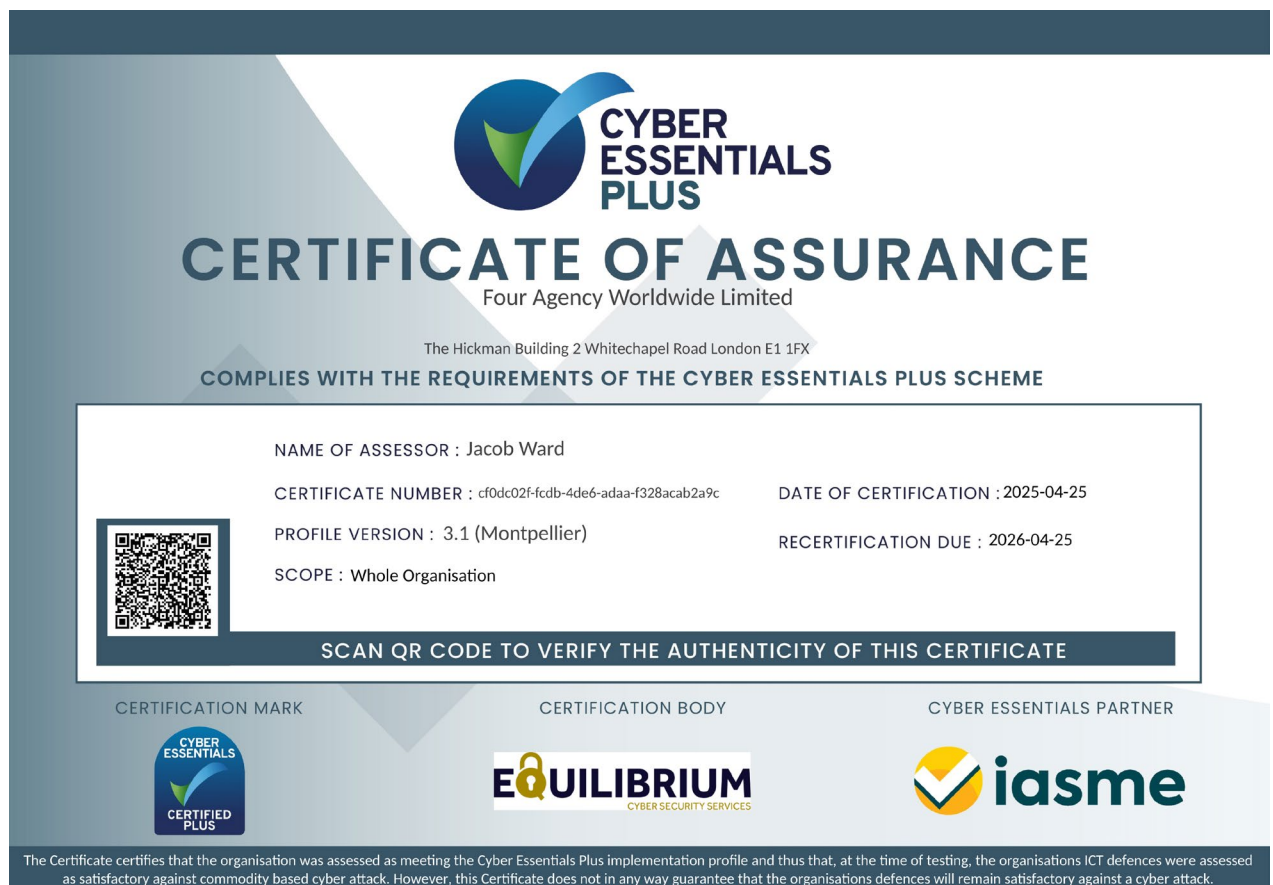 CYBER
ESSENTIALS
PLUS
CERTIFICATE OF ASSURANCE
Four Agency Worldwide Limited
The Hickman Building 2 Whitechapel Road London E1 1FX
COMPLIES WITH THE REQUIREMENTS OF THE CYBER ESSENTIALS PLUS SCHEME
NAME OF ASSESSOR : Jacob Ward
CERTIFICATE NUMBER : cf0dc02f-fcdb-4de6-adaa-f328acab2a9c
DATE OF CERTIFICATION : 2025-04-25
PROFILE VERSION : 3.1 (Montpellier)
RECERTIFICATION DUE : 2026-04-25
SCOPE : Whole Organisation
SCAN QR CODE TO VERIFY THE AUTHENTICITY OF THIS CERTIFICATE
CERTIFICATION MARK
CERTIFICATION BODY
CYBER ESSENTIALS PARTNER
CYBER
ESSENTIALS
CERTIFIED
PLUS
EQUILIBRIUM
CYBER SECURITY SERVICES
iasme
The Certificate certifies that the organisation was assessed as meeting the Cyber Essentials Plus implementation profile and thus that, at the time of testing, the organisations ICT defences were assessed
as satisfactory against commodity based cyber attack. However, this Certificate does not in any way guarantee that the organisations defences will remain satisfactory against a cyber attack.